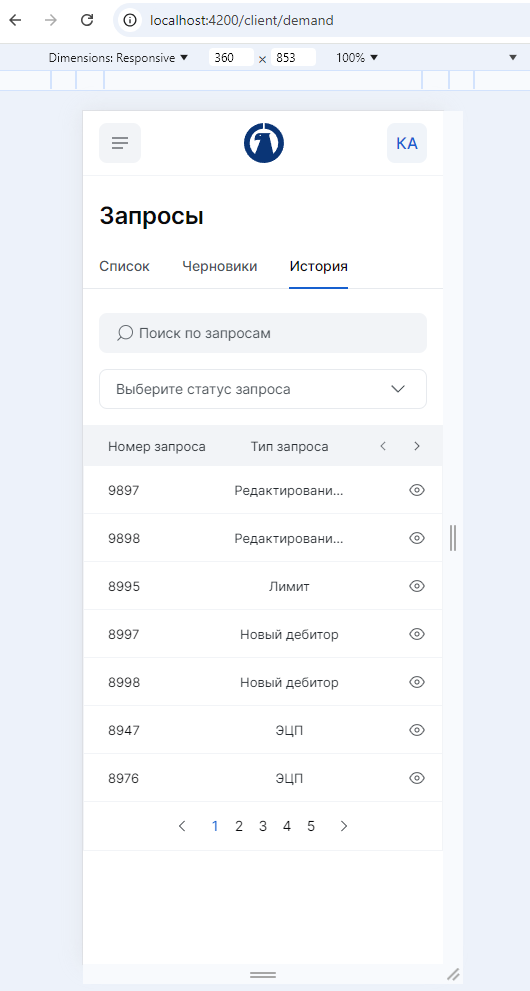 localhost:4200/client/demand
Dimensions: Responsive 360 × 853 100%
KA
Запросы
Список Черновики История
Поиск по запросам
Выберите статус запроса
Номер запроса Тип запроса
9897 Редактировани...
9898 Редактировани...
8995 Лимит
8997 Новый дебитор
8998 Новый дебитор
8947 ЭЦП
8976 ЭЦП
1 2 3 4 5